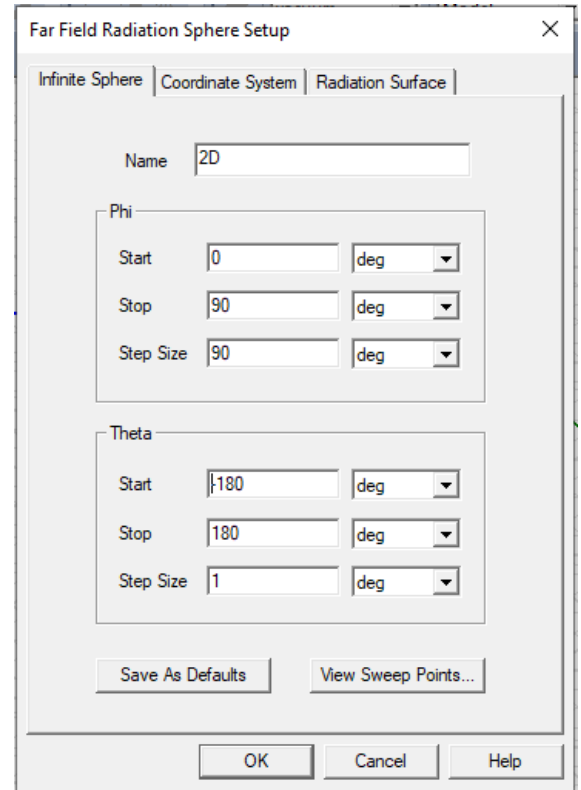 Far Field Radiation Sphere Setup
Infinite Sphere Coordinate System Radiation Surface
Name 2D
Phi
Start 0 deg
Stop 90 deg
Step Size 90 deg
Theta
Start -180 deg
Stop 180 deg
Step Size 1 deg
Save As Defaults View Sweep Points...
OK Cancel Help